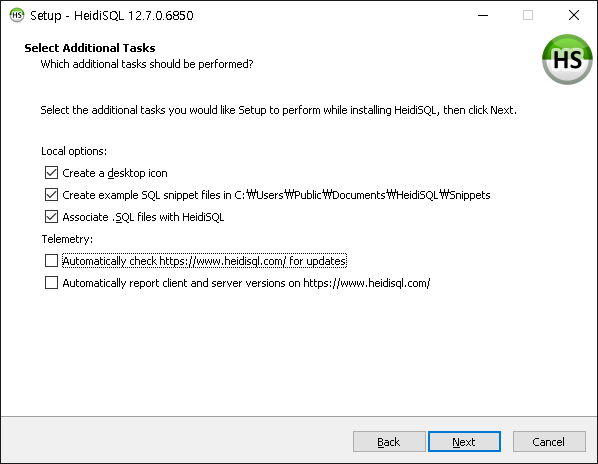 Setup - HeidiSQL 12.7.0.6850
Select Additional Tasks
Which additional tasks should be performed?
HS
Select the additional tasks you would like Setup to perform while installing HeidiSQL, then click Next.
Local options:
Create a desktop icon
Create example SQL snippet files in C:₩Users₩Public₩Documents₩HeidiSQL₩Snippets
Associate .SQL files with HeidiSQL
Telemetry:
Automatically check https://www.heidisql.com/ for updates
Automatically report client and server versions on https://www.heidisql.com/
Back Next Cancel